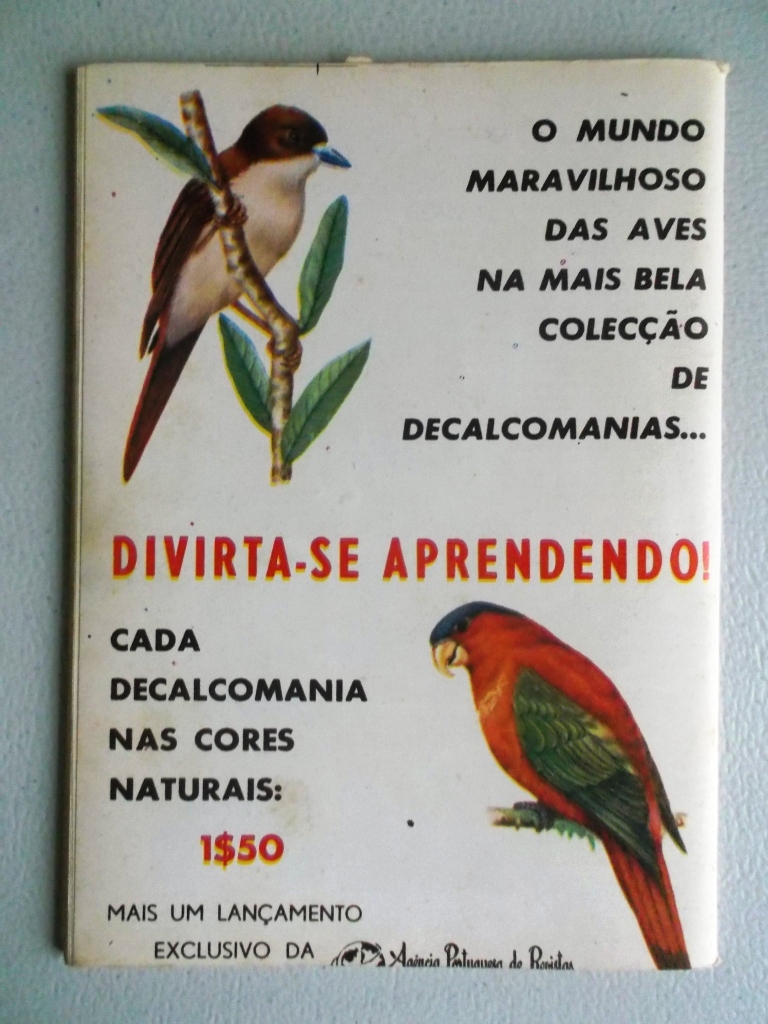 O MUNDO
MARAVILHOSO
DAS AVES
NA MAIS BELA
COLECÇÃO
DE
DECALCOMANIAS...
DIVIRTA-SE APRENDENDO!
CADA
DECALCOMANIA
NAS CORES
NATURAIS:
1$50
MAIS UM LANÇAMENTO
EXCLUSIVO DA Agência Portuguesa de Revistas